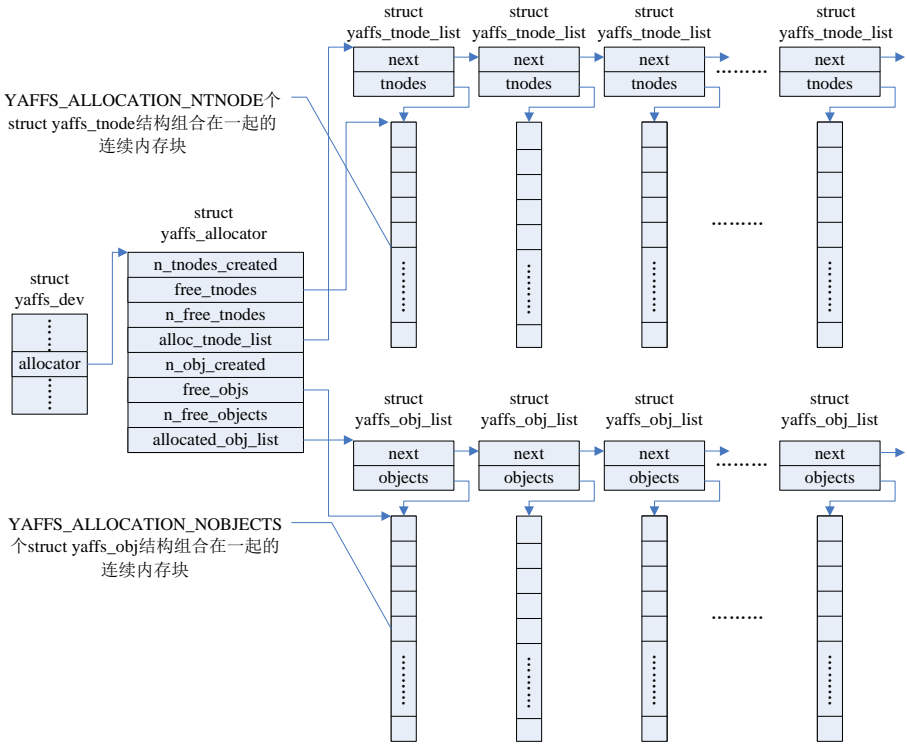 struct
yaffs_tnode_list
struct
yaffs_tnode_list
struct
yaffs_tnode_list
struct
yaffs_tnode_list
next
next
next
next
tnodes
tnodes
tnodes
tnodes
………
YAFFS_ALLOCATION_NTNODE个
struct yaffs_tnode结构组合在一起的
连续内存块
………
struct
yaffs_allocator
n_tnodes_created
free_tnodes
n_free_tnodes
alloc_tnode_list
n_obj_created
free_objs
n_free_objects
allocated_obj_list
struct
yaffs_dev
allocator
struct
yaffs_obj_list
struct
yaffs_obj_list
struct
yaffs_obj_list
struct
yaffs_obj_list
next
next
next
next
objects
objects
objects
objects
………
YAFFS_ALLOCATION_NOBJECTS
个struct yaffs_obj结构组合在一起的
连续内存块
………